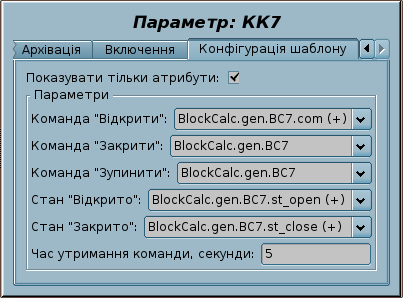 Параметр: КК7
Архівація Включення Конфігурація шаблону
Показувати тільки атрибути:
Параметри
Команда "Відкрити": BlockCalc.gen.BC7.com (+)
Команда "Закрити": BlockCalc.gen.BC7
Команда "Зупинити": BlockCalc.gen.BC7
Стан "Відкрито": BlockCalc.gen.BC7.st_open (+)
Стан "Закрито": BlockCalc.gen.BC7.st_close (+)
Час утримання команди, секунди: 5